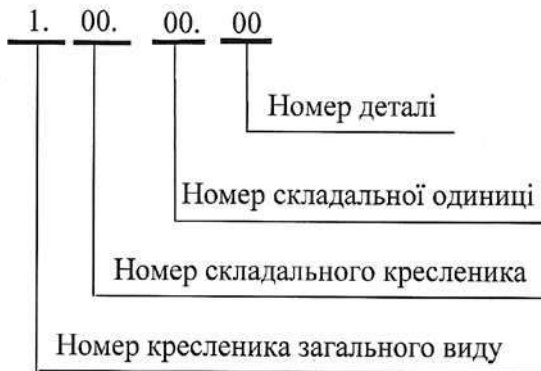 1. 00. 00. 00
Номер деталі
Номер складальної одиниці
Номер складального кресленика
Номер кресленика загального виду